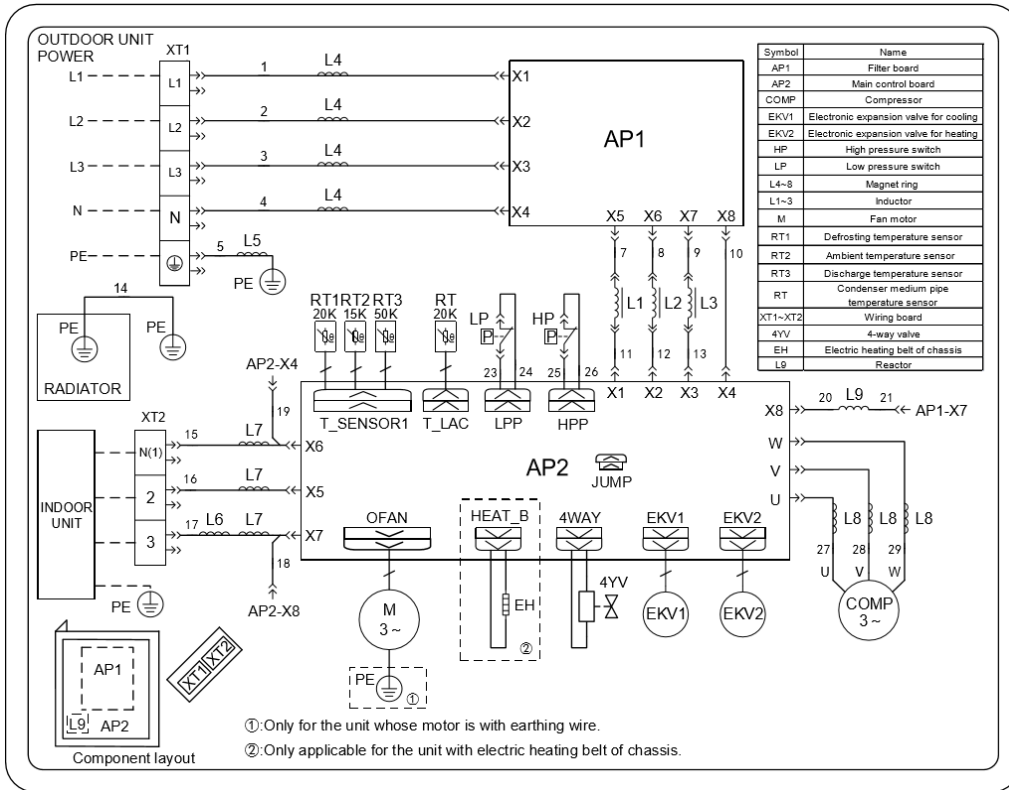 OUTDOOR UNIT
POWER
XT1
L1
L1
1
L4
X1
L2
L2
2
L4
X2
L3
L3
3
L4
X3
N
N
4
L4
X4
PE
5
L5
PE
AP1
X5 X6 X7 X8
7 8 9 10
L1 L2 L3
11 12 13
X1 X2 X3 X4
Symbol Name
AP1 Filter board
AP2 Main control board
COMP Compressor
EKV1 Electronic expansion valve for cooling
EKV2 Electronic expansion valve for heating
HP High pressure switch
LP Low pressure switch
L4~8 Magnet ring
L1~3 Inductor
M Fan motor
RT1 Defrosting temperature sensor
RT2 Ambient temperature sensor
RT3 Discharge temperature sensor
RT Condenser medium pipe
temperature sensor
XT1~XT2 Wiring board
4YV 4-way valve
EH Electric heating belt of chassis
L9 Reactor
14
PE PE
RADIATOR
RT1 RT2 RT3 RT
20K 15K 50K 20K
LP P HP P
23 24 25 26
T_SENSOR1 T_LAC LPP HPP
AP2-X4
19
XT2
N(1)
15
L7
X6
2
16
L7
X5
3
17
L6
L7
X7
18
AP2-X8
INDOOR
UNIT
PE
AP2
JUMP
X8
20
L9
21
AP1-X7
W
V
U
L8 L8 L8
27 28 29
U V W
COMP
3~
OFAN HEAT_B 4WAY EKV1 EKV2
M
3~
EH
4YV
EKV1 EKV2
②
PE
①
AP1
L9 AP2
XT1 XT2
Component layout
①:Only for the unit whose motor is with earthing wire.
②:Only applicable for the unit with electric heating belt of chassis.